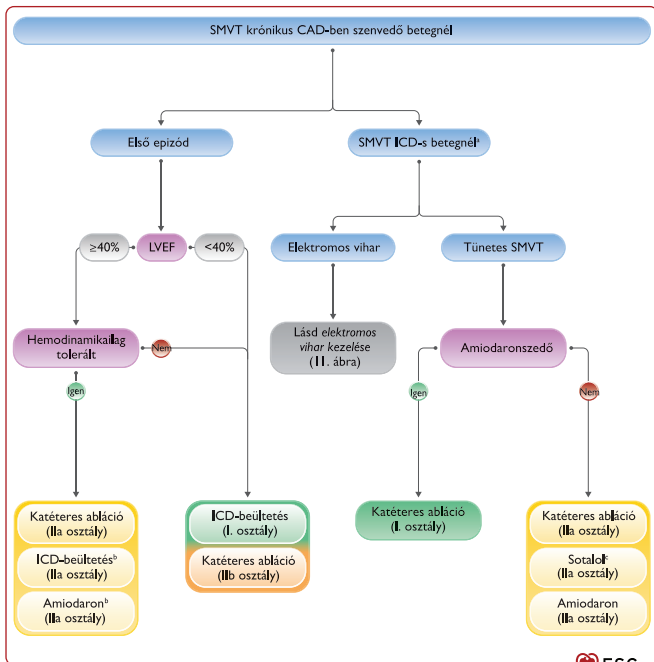 SMVT krónikus CAD-ben szenvedő betegnél
Első epizód
SMVT ICD-s betegnélᵃ
≥40%
LVEF
<40%
Elektromos vihar
Tünetes SMVT
Hemodinamikailag
tolerált
Nem
Lásd elektromos
vihar kezelése
(11. ábra)
Amiodaronszedő
Igen
Igen
Nem
Katéteres abláció
(IIa osztály)
ICD-beültetésᵇ
(IIa osztály)
Amiodaronᵇ
(IIa osztály)
ICD-beültetés
(I. osztály)
Katéteres abláció
(IIb osztály)
Katéteres abláció
(I. osztály)
Katéteres abláció
(IIa osztály)
Sotalolᶜ
(IIa osztály)
Amiodaron
(IIa osztály)